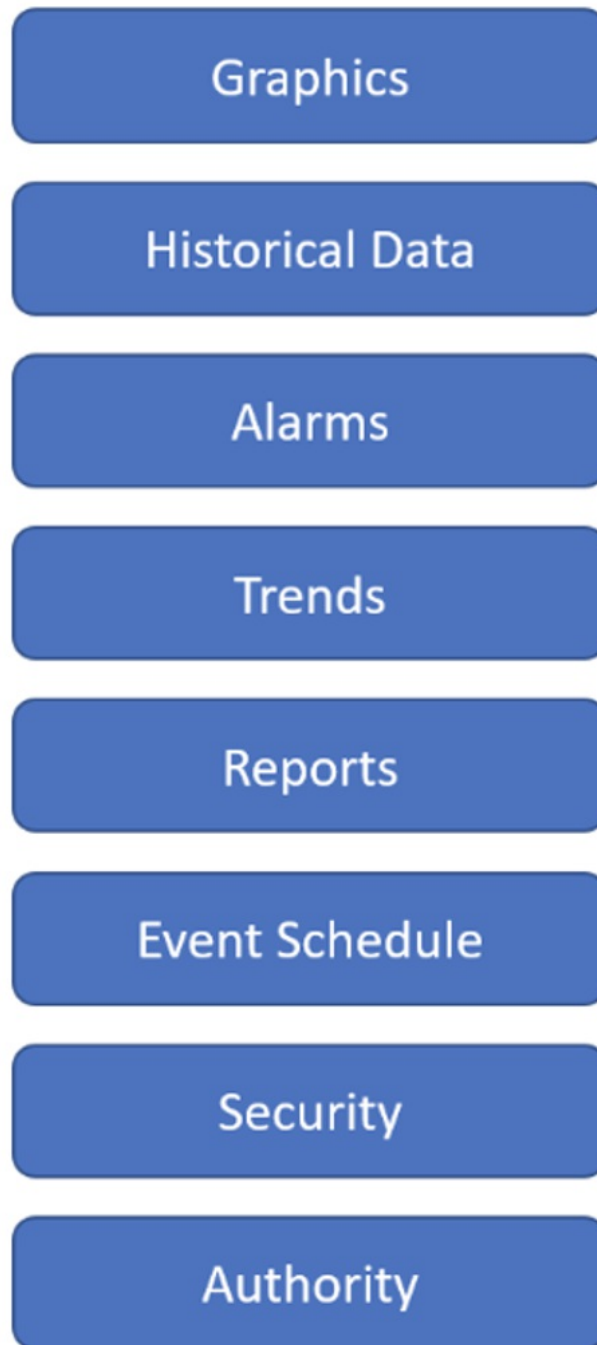 Graphics
Historical Data
Alarms
Trends
Reports
Event Schedule
Security
Authority